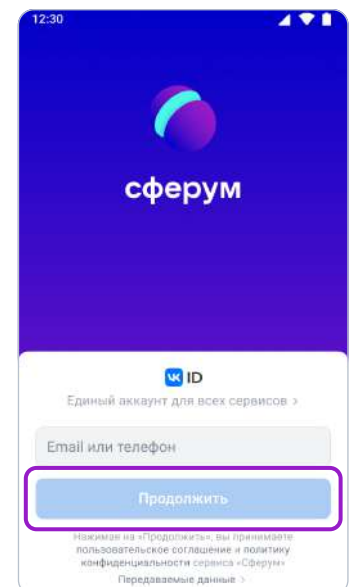 12:30
сферум
VK ID
Единый аккаунт для всех сервисов >
Email или телефон
Продолжить
Нажимая на «Продолжить», вы принимаете
пользовательское соглашение и политику
конфиденциальности сервиса «Сферум»
Передаваемые данные >